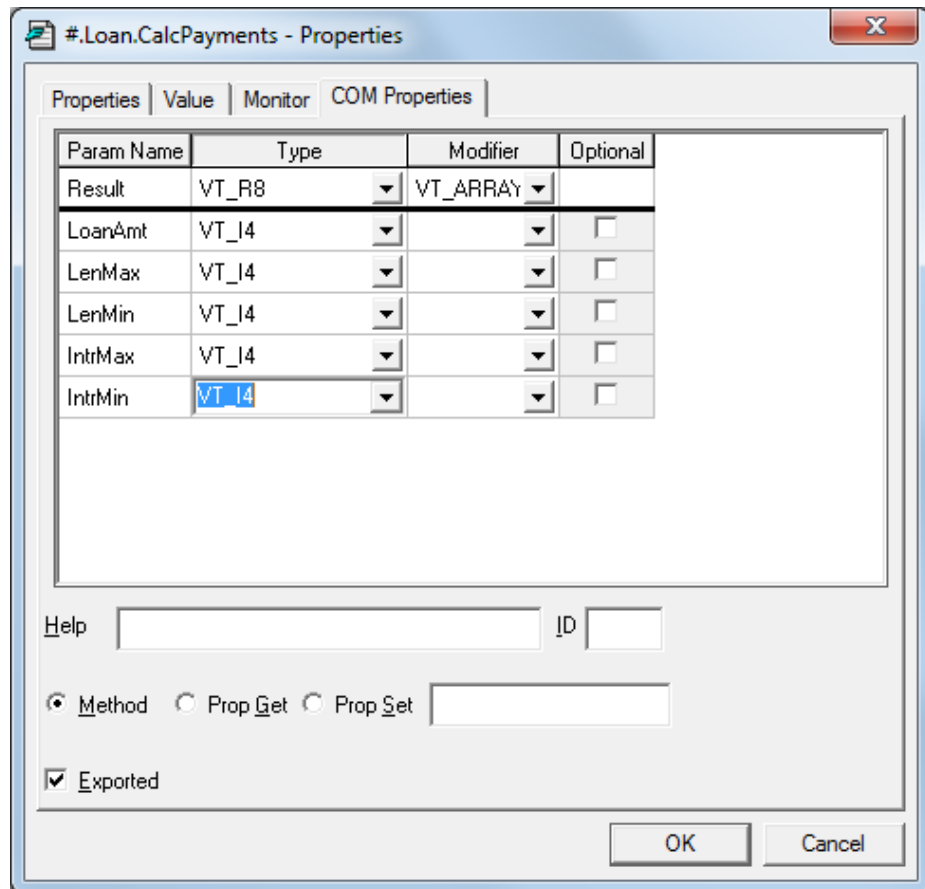 #.Loan.CalcPayments - Properties
Properties Value Monitor COM Properties
Param Name Type Modifier Optional
Result VT_R8 VT_ARRAY
LoanAmt VT_I4
LenMax VT_I4
LenMin VT_I4
IntrMax VT_I4
IntrMin VT_I4
Help ID
Method Prop Get Prop Set
Exported
OK Cancel